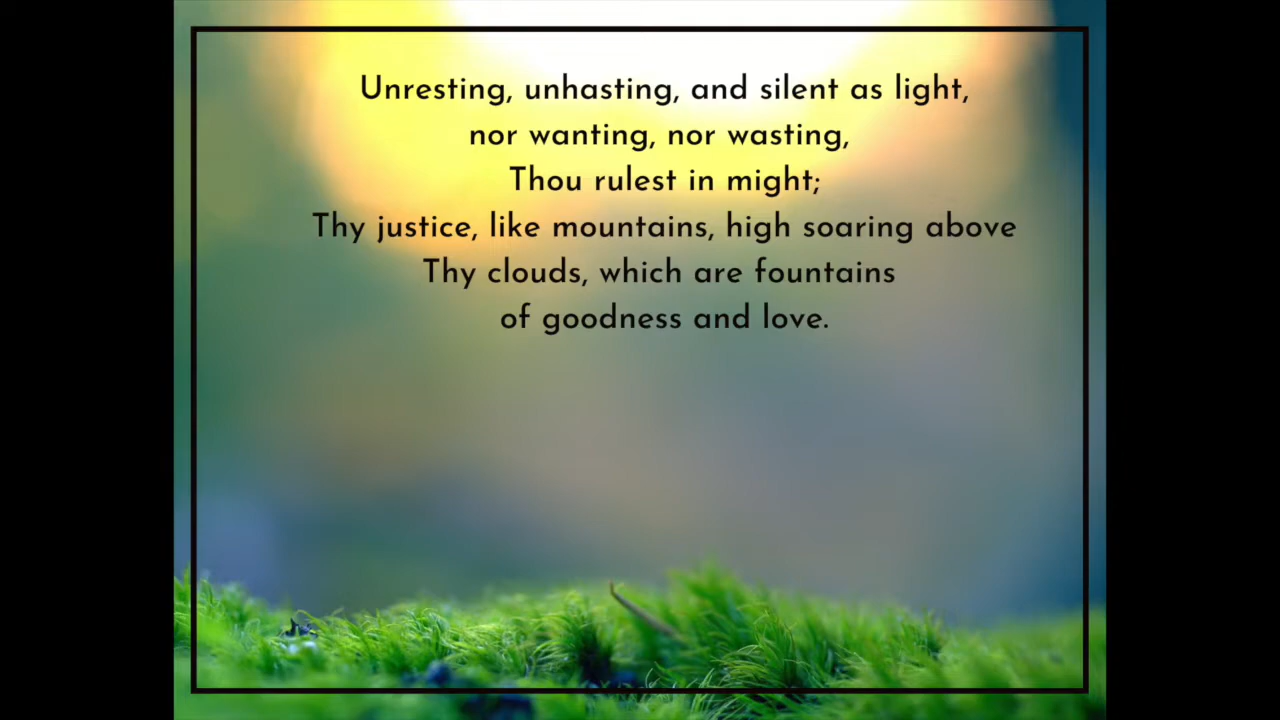 Unresting, unhasting, and silent as light,
nor wanting, nor wasting,
Thou rulest in might;
Thy justice, like mountains, high soaring above
Thy clouds, which are fountains
of goodness and love.